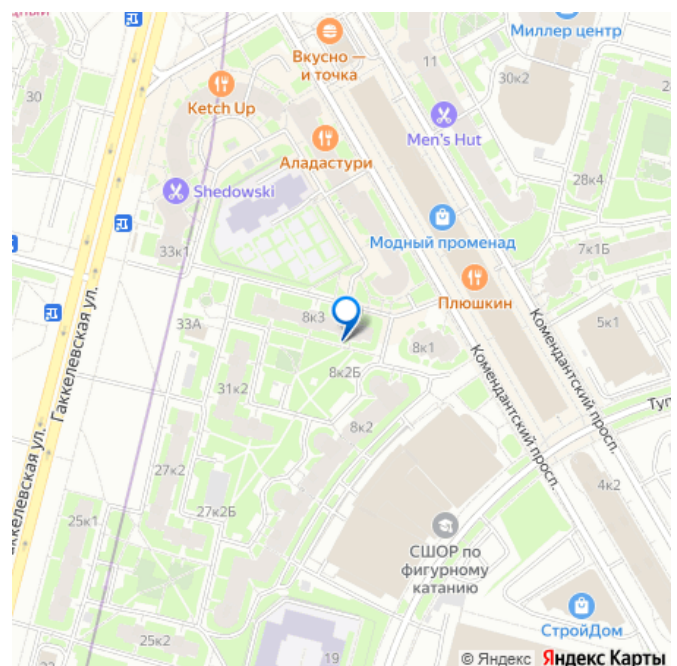 Миллер центр
Вкусно —
и точка
11
30к2
30
Ketch Up
Men's Hut
Аладастури
28к4
Shedowski
Модный променад
7к1Б
33к1
Плюшкин
8к3
5к1
33А
8к1
Комендантский просп.
Комендантский просп.
Гаккелевская ул.
8к2Б
31к2
Туп
8к2
27к2
4к2
27к2Б
аккелевская ул.
25к1
СШОР по
фигурному
катанию
СтройДом
25к2
19
© Яндекс Яндекс Карты